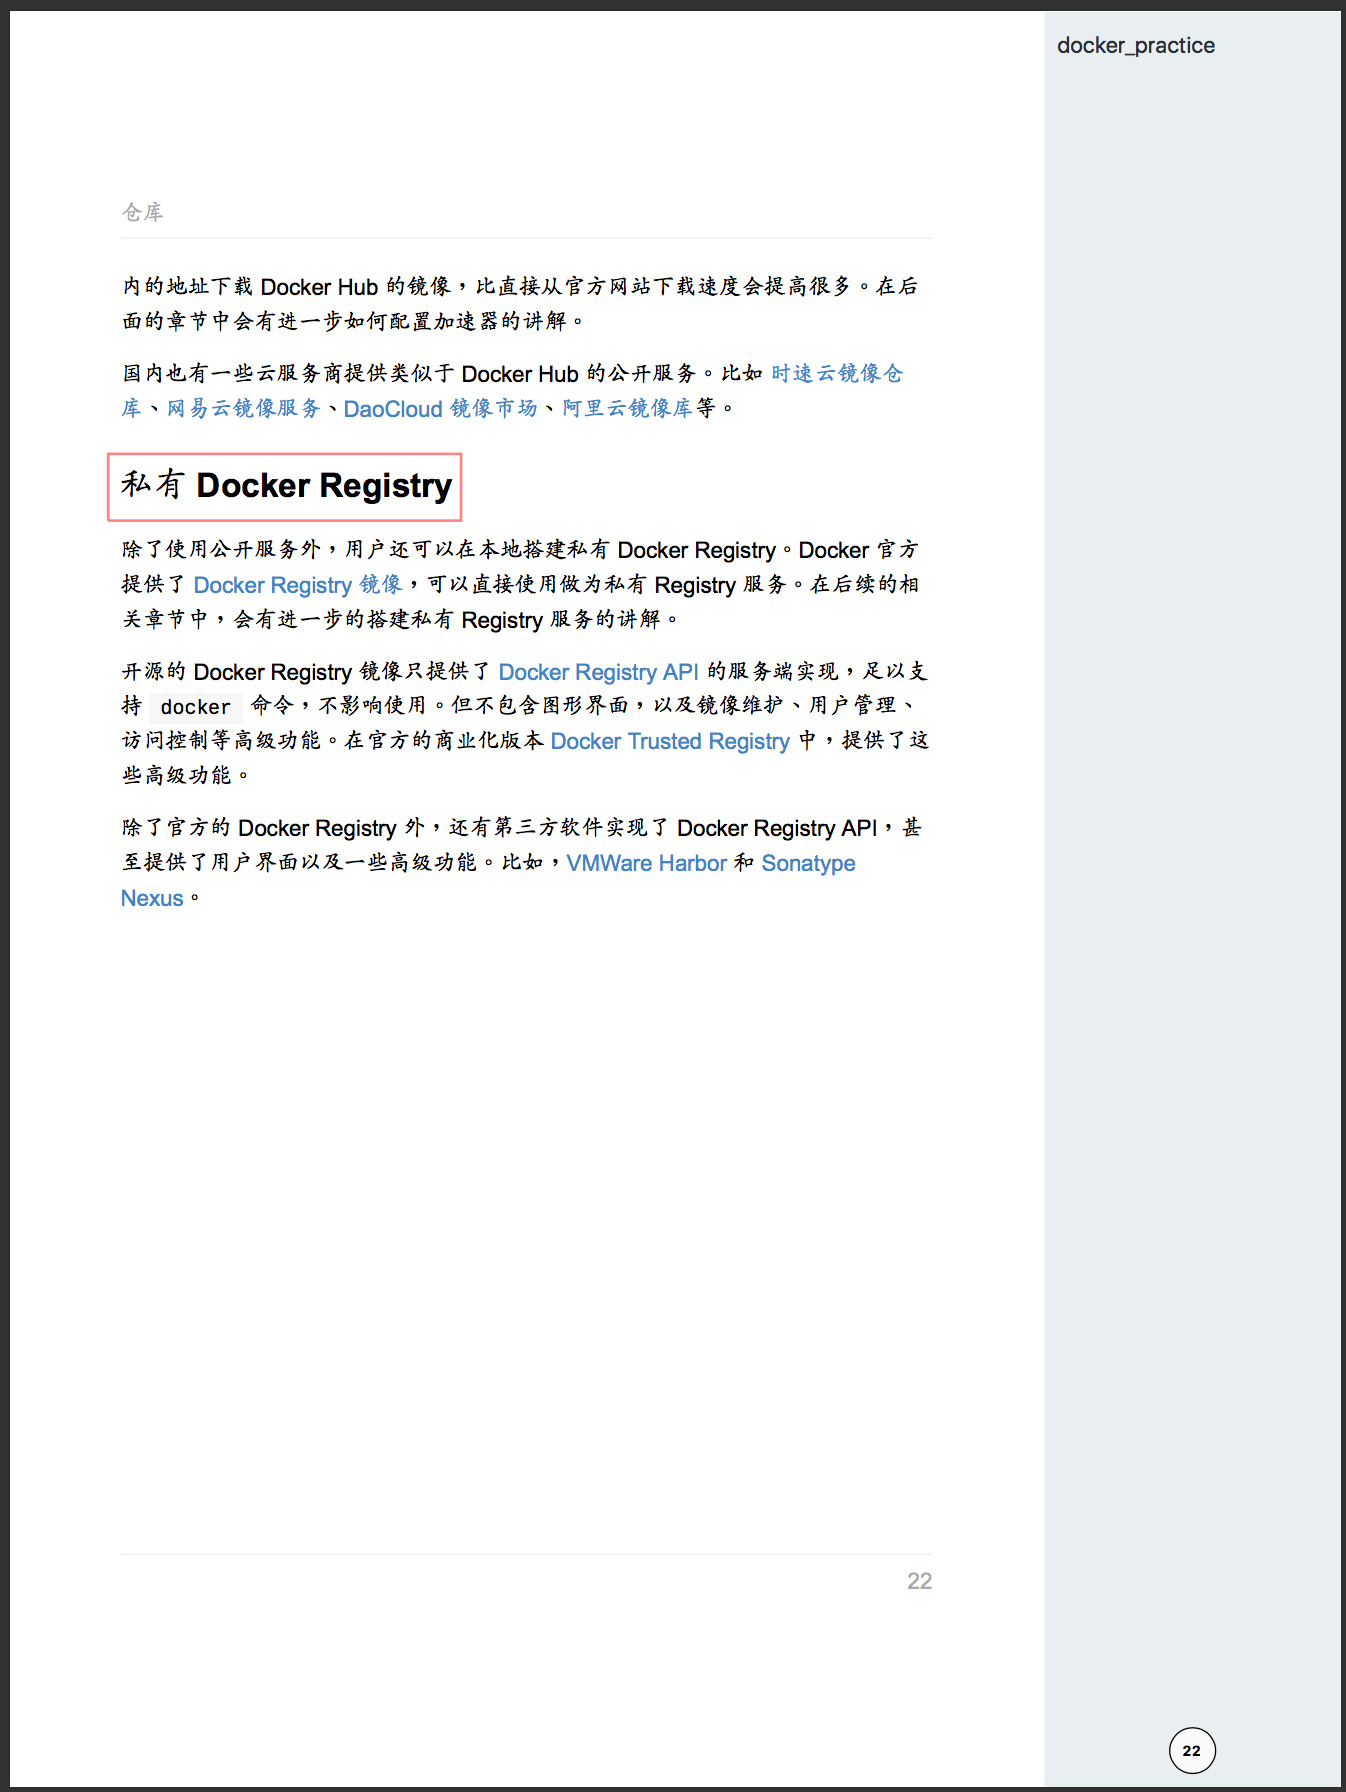 docker_practice
仓库
内的地址下载 Docker Hub 的镜像，比直接从官方网站下载速度会提高很多。在后
面的章节中会有进一步如何配置加速器的讲解。
国内也有一些云服务商提供类似于 Docker Hub 的公开服务。比如 时速云镜像仓
库、网易云镜像服务、DaoCloud 镜像市场、阿里云镜像库等。
私有 Docker Registry
除了使用公开服务外，用户还可以在本地搭建私有 Docker Registry。Docker 官方
提供了 Docker Registry 镜像，可以直接使用做为私有 Registry 服务。在后续的相
关章节中，会有进一步的搭建私有 Registry 服务的讲解。
开源的 Docker Registry 镜像只提供了 Docker Registry API 的服务端实现，足以支
持 docker 命令，不影响使用。但不包含图形界面，以及镜像维护、用户管理、
访问控制等高级功能。在官方的商业化版本 Docker Trusted Registry 中，提供了这
些高级功能。
除了官方的 Docker Registry 外，还有第三方软件实现了 Docker Registry API，甚
至提供了用户界面以及一些高级功能。比如，VMWare Harbor 和 Sonatype
Nexus。
22
22